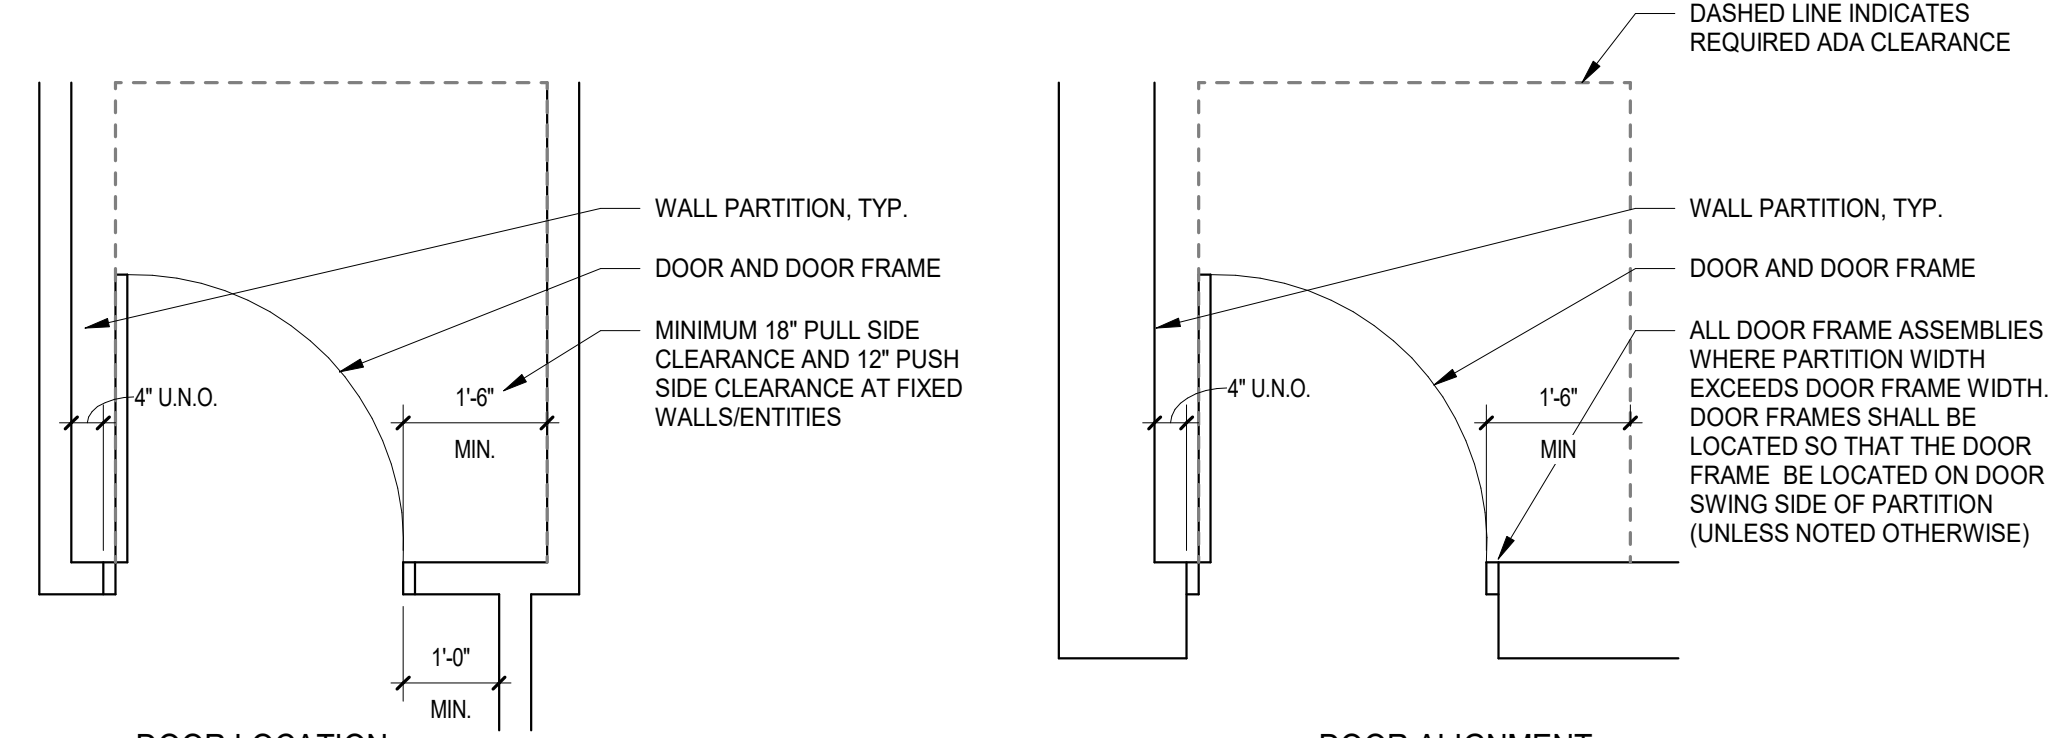 DASHED LINE INDICATES
REQUIRED ADA CLEARANCE
WALL PARTITION, TYP.
DOOR AND DOOR FRAME
MINIMUM 18" PULL SIDE
CLEARANCE AND 12" PUSH
SIDE CLEARANCE AT FIXED
WALLS/ENTITIES
4" U.N.O.
1'-6"
MIN.
1'-0"
MIN.
DOOR LOCATION
WALL PARTITION, TYP.
DOOR AND DOOR FRAME
ALL DOOR FRAME ASSEMBLIES
WHERE PARTITION WIDTH
EXCEEDS DOOR FRAME WIDTH.
DOOR FRAMES SHALL BE
LOCATED SO THAT THE DOOR
FRAME  BE LOCATED ON DOOR
SWING SIDE OF PARTITION
(UNLESS NOTED OTHERWISE)
4" U.N.O.
1'-6"
MIN
DOOR ALIGNMENT